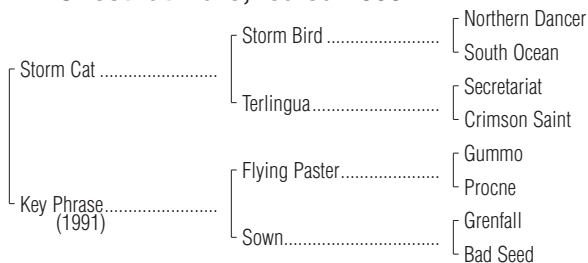 Northern Dancer
Storm Bird ..............................
South Ocean
Storm Cat ...........................
Secretariat
Terlingua..............................
Crimson Saint
Gummo
Flying Paster.......................
Procne
Key Phrase..........................
(1991)
Grenfall
Sown....................................
Bad Seed